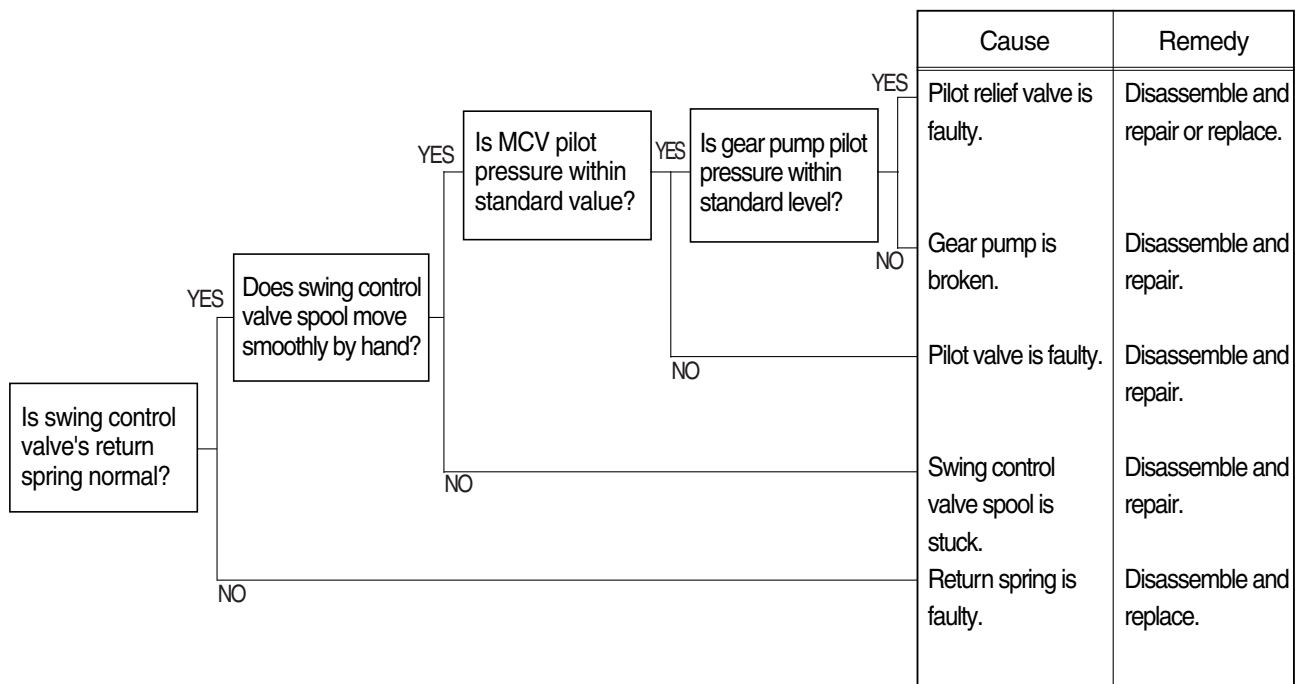 Cause
Remedy
YES
Pilot relief valve is
faulty.
Disassemble and
repair or replace.
YES
Is MCV pilot
pressure within
standard value?
YES
Is gear pump pilot
pressure within
standard level?
NO
Gear pump is
broken.
Disassemble and
repair.
YES
Does swing control
valve spool move
smoothly by hand?
NO
Pilot valve is faulty.
Disassemble and
repair.
Is swing control
valve's return
spring normal?
NO
Swing control
valve spool is
stuck.
Disassemble and
repair.
NO
Return spring is
faulty.
Disassemble and
replace.